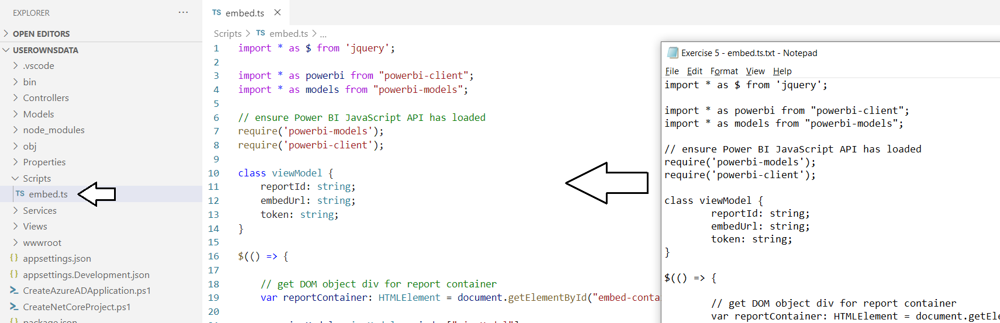 EXPLORER
···
OPEN EDITORS
USEROWNSDATA
.vscode
bin
Controllers
Models
node_modules
obj
Properties
Scripts
TS embed.ts
Services
Views
wwwroot
{} appsettings.json
{} appsettings.Development.json
CreateAzureADApplication.ps1
CreateNetCoreProject.ps1
package.json
TS embed.ts ×
Scripts > TS embed.ts > ...
1 import * as $ from 'jquery';
2
3 import * as powerbi from "powerbi-client";
4 import * as models from "powerbi-models";
5
6 // ensure Power BI JavaScript API has loaded
7 require('powerbi-models');
8 require('powerbi-client');
9
10 class viewModel {
11 reportId: string;
12 embedUrl: string;
13 token: string;
14 }
15
16 $(() => {
17
18 // get DOM object div for report container
19 var reportContainer: HTMLElement = document.getElementById("embed-conta
20
Exercise 5 - embed.ts.txt - Notepad
File Edit Format View Help
import * as $ from 'jquery';
import * as powerbi from "powerbi-client";
import * as models from "powerbi-models";
// ensure Power BI JavaScript API has loaded
require('powerbi-models');
require('powerbi-client');
class viewModel {
reportId: string;
embedUrl: string;
token: string;
}
$(() => {
// get DOM object div for report container
var reportContainer: HTMLElement = document.getEle